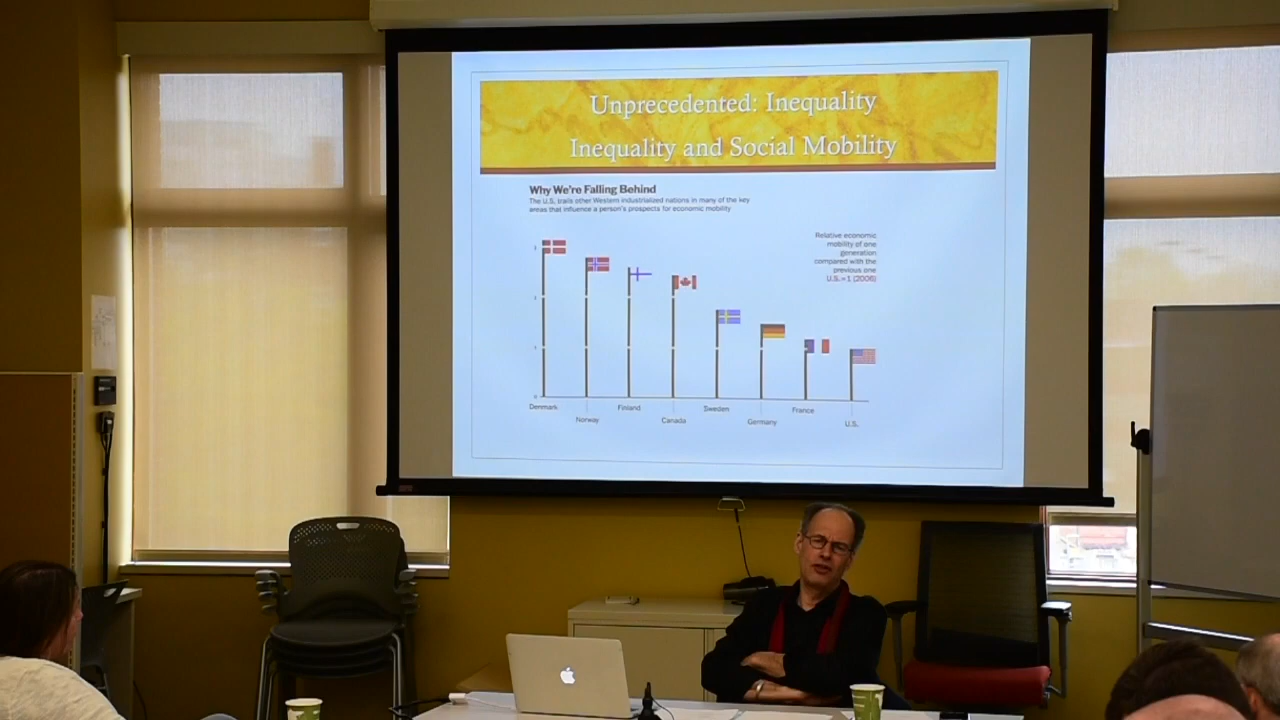 Unprecedented: Inequality
Inequality and Social Mobility
Why We're Falling Behind
The U.S. trails other Western industrialized nations in many of the key
areas that influence a person's prospects for economic mobility
Relative economic
mobility of one
generation
compared with the
previous one
U.S.=1 (2006)
Denmark
Norway
Finland
Canada
Sweden
Germany
France
U.S.